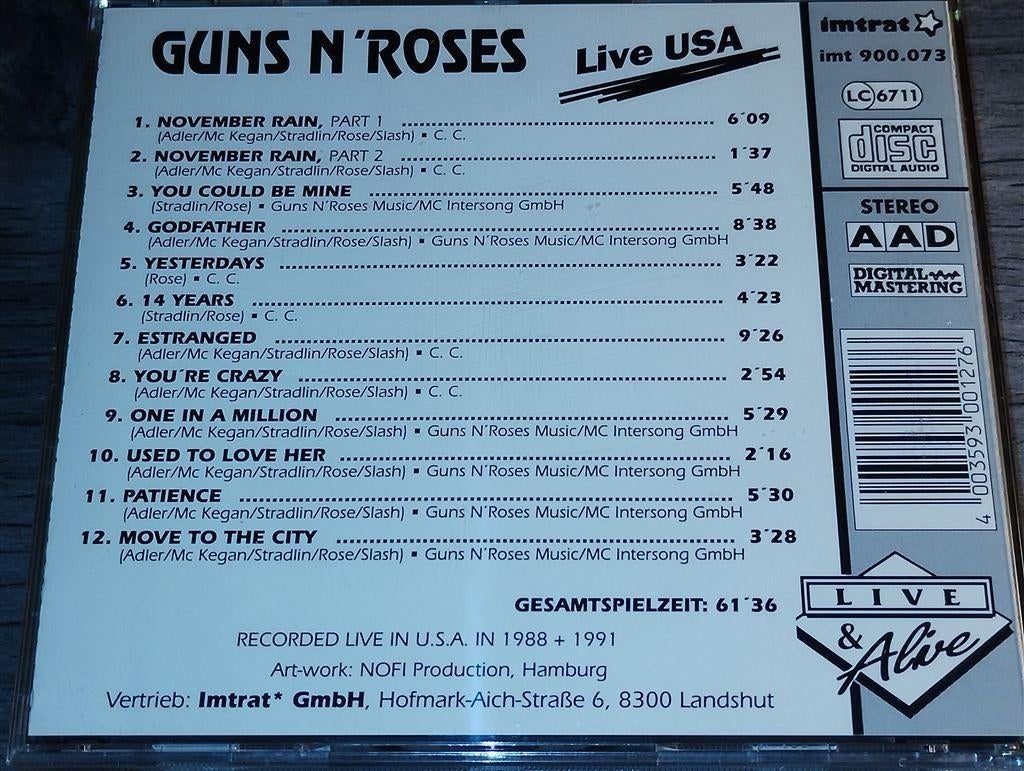 GUNS N´ROSES
Live USA
1. NOVEMBER RAIN, PART 1 6´09
(Adler/Mc Kegan/Stradlin/Rose/Slash) ▪ C. C.
2. NOVEMBER RAIN, PART 2 1´37
(Adler/Mc Kegan/Stradlin/Rose/Slash) ▪ C. C.
3. YOU COULD BE MINE 5´48
(Stradlin/Rose) ▪ Guns N´Roses Music/MC Intersong GmbH
4. GODFATHER 8´38
(Adler/Mc Kegan/Stradlin/Rose/Slash) ▪ Guns N´Roses Music/MC Intersong GmbH
5. YESTERDAYS 3´22
(Rose) ▪ C. C.
6. 14 YEARS 4´23
(Stradlin/Rose) ▪ C. C.
7. ESTRANGED 9´26
(Adler/Mc Kegan/Stradlin/Rose/Slash) ▪ C. C.
8. YOU´RE CRAZY 2´54
(Adler/Mc Kegan/Stradlin/Rose/Slash) ▪ C. C.
9. ONE IN A MILLION 5´29
(Adler/Mc Kegan/Stradlin/Rose/Slash) ▪ Guns N´Roses Music/MC Intersong GmbH
10. USED TO LOVE HER 2´16
(Adler/Mc Kegan/Stradlin/Rose/Slash) ▪ Guns N´Roses Music/MC Intersong GmbH
11. PATIENCE 5´30
(Adler/Mc Kegan/Stradlin/Rose/Slash) ▪ Guns N´Roses Music/MC Intersong GmbH
12. MOVE TO THE CITY 3´28
(Adler/Mc Kegan/Stradlin/Rose/Slash) ▪ Guns N´Roses Music/MC Intersong GmbH
GESAMTSPIELZEIT: 61´36
RECORDED LIVE IN U.S.A. IN 1988 + 1991
Art-work: NOFI Production, Hamburg
Vertrieb: Imtrat* GmbH, Hofmark-Aich-Straße 6, 8300 Landshut
imtrat
imt 900.073
LC 6711
COMPACT
disc
DIGITAL AUDIO
STEREO
AAD
DIGITAL
MASTERING
4 003593 001276
LIVE
& Alive